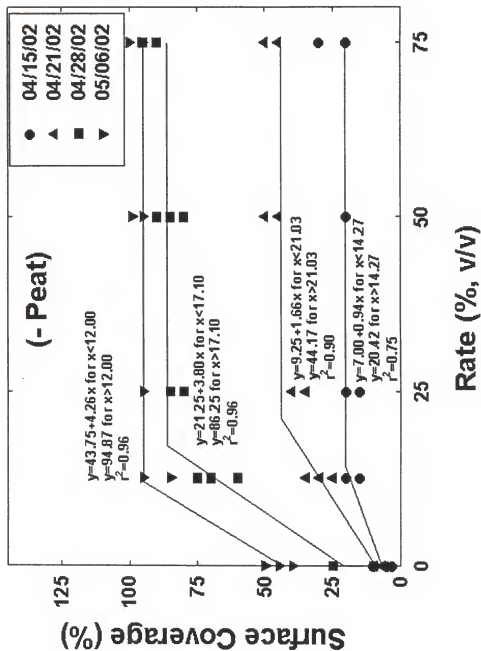 (- Peat)
04/15/02
04/21/02
04/28/02
05/06/02
y=43.75+4.26x for x<12.00
y=94.87 for x>12.00
r²=0.96
y=21.25+3.80x for x<17.10
y=86.25 for x>17.10
r²=0.96
y=9.25+1.66x for x<21.03
y=44.17 for x>21.03
r²=0.90
y=7.00+0.94x for x<14.27
y=20.42 for x>14.27
r²=0.75
Surface Coverage (%)
100
75
50
25
0
0
25
50
75
Rate (%, v/v)